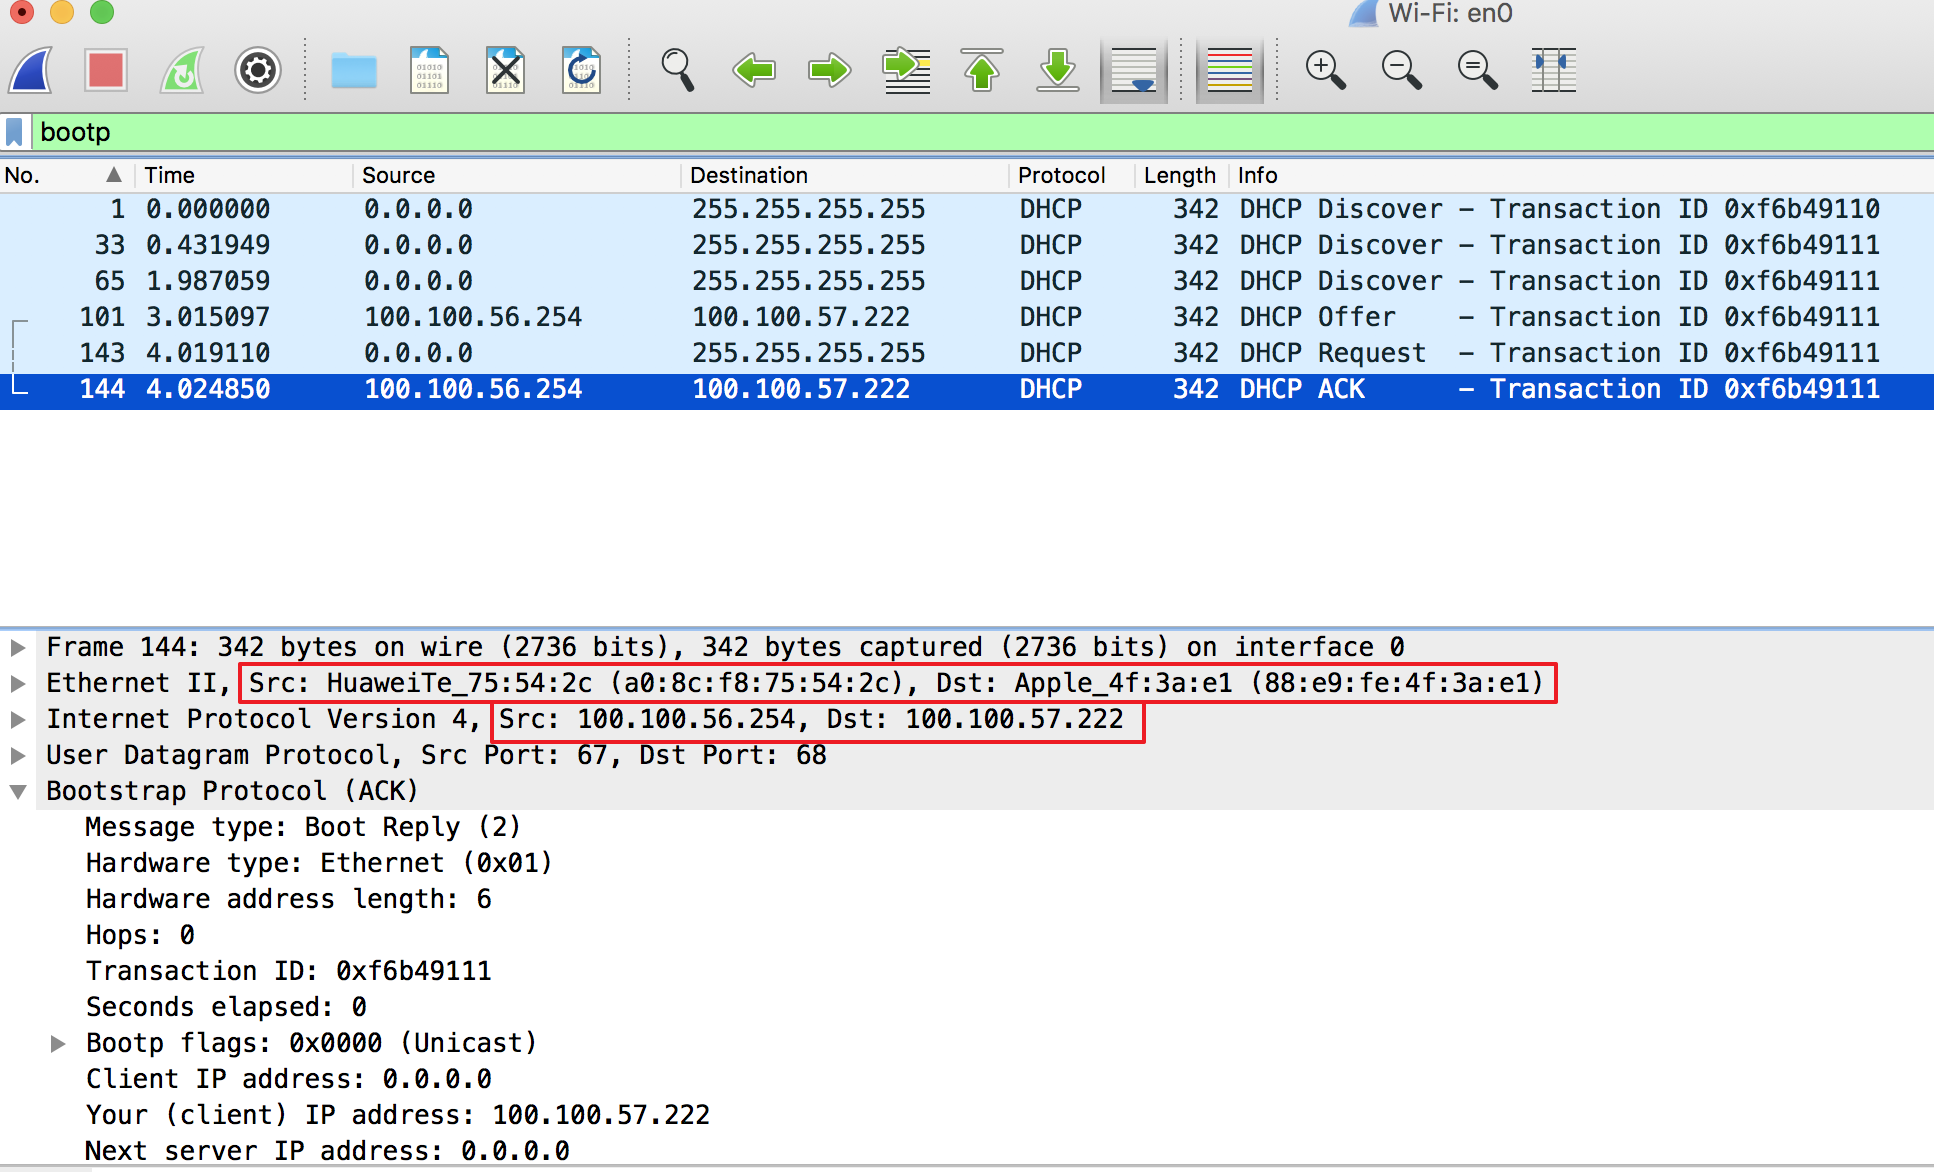 Wi-Fi: en0
bootp
No. Time Source Destination Protocol Length Info
1 0.000000 0.0.0.0 255.255.255.255 DHCP 342 DHCP Discover – Transaction ID 0xf6b49110
33 0.431949 0.0.0.0 255.255.255.255 DHCP 342 DHCP Discover – Transaction ID 0xf6b49111
65 1.987059 0.0.0.0 255.255.255.255 DHCP 342 DHCP Discover – Transaction ID 0xf6b49111
101 3.015097 100.100.56.254 100.100.57.222 DHCP 342 DHCP Offer – Transaction ID 0xf6b49111
143 4.019110 0.0.0.0 255.255.255.255 DHCP 342 DHCP Request – Transaction ID 0xf6b49111
144 4.024850 100.100.56.254 100.100.57.222 DHCP 342 DHCP ACK – Transaction ID 0xf6b49111
Frame 144: 342 bytes on wire (2736 bits), 342 bytes captured (2736 bits) on interface 0
Ethernet II, Src: HuaweiTe_75:54:2c (a0:8c:f8:75:54:2c), Dst: Apple_4f:3a:e1 (88:e9:fe:4f:3a:e1)
Internet Protocol Version 4, Src: 100.100.56.254, Dst: 100.100.57.222
User Datagram Protocol, Src Port: 67, Dst Port: 68
Bootstrap Protocol (ACK)
Message type: Boot Reply (2)
Hardware type: Ethernet (0x01)
Hardware address length: 6
Hops: 0
Transaction ID: 0xf6b49111
Seconds elapsed: 0
Bootp flags: 0x0000 (Unicast)
Client IP address: 0.0.0.0
Your (client) IP address: 100.100.57.222
Next server IP address: 0.0.0.0